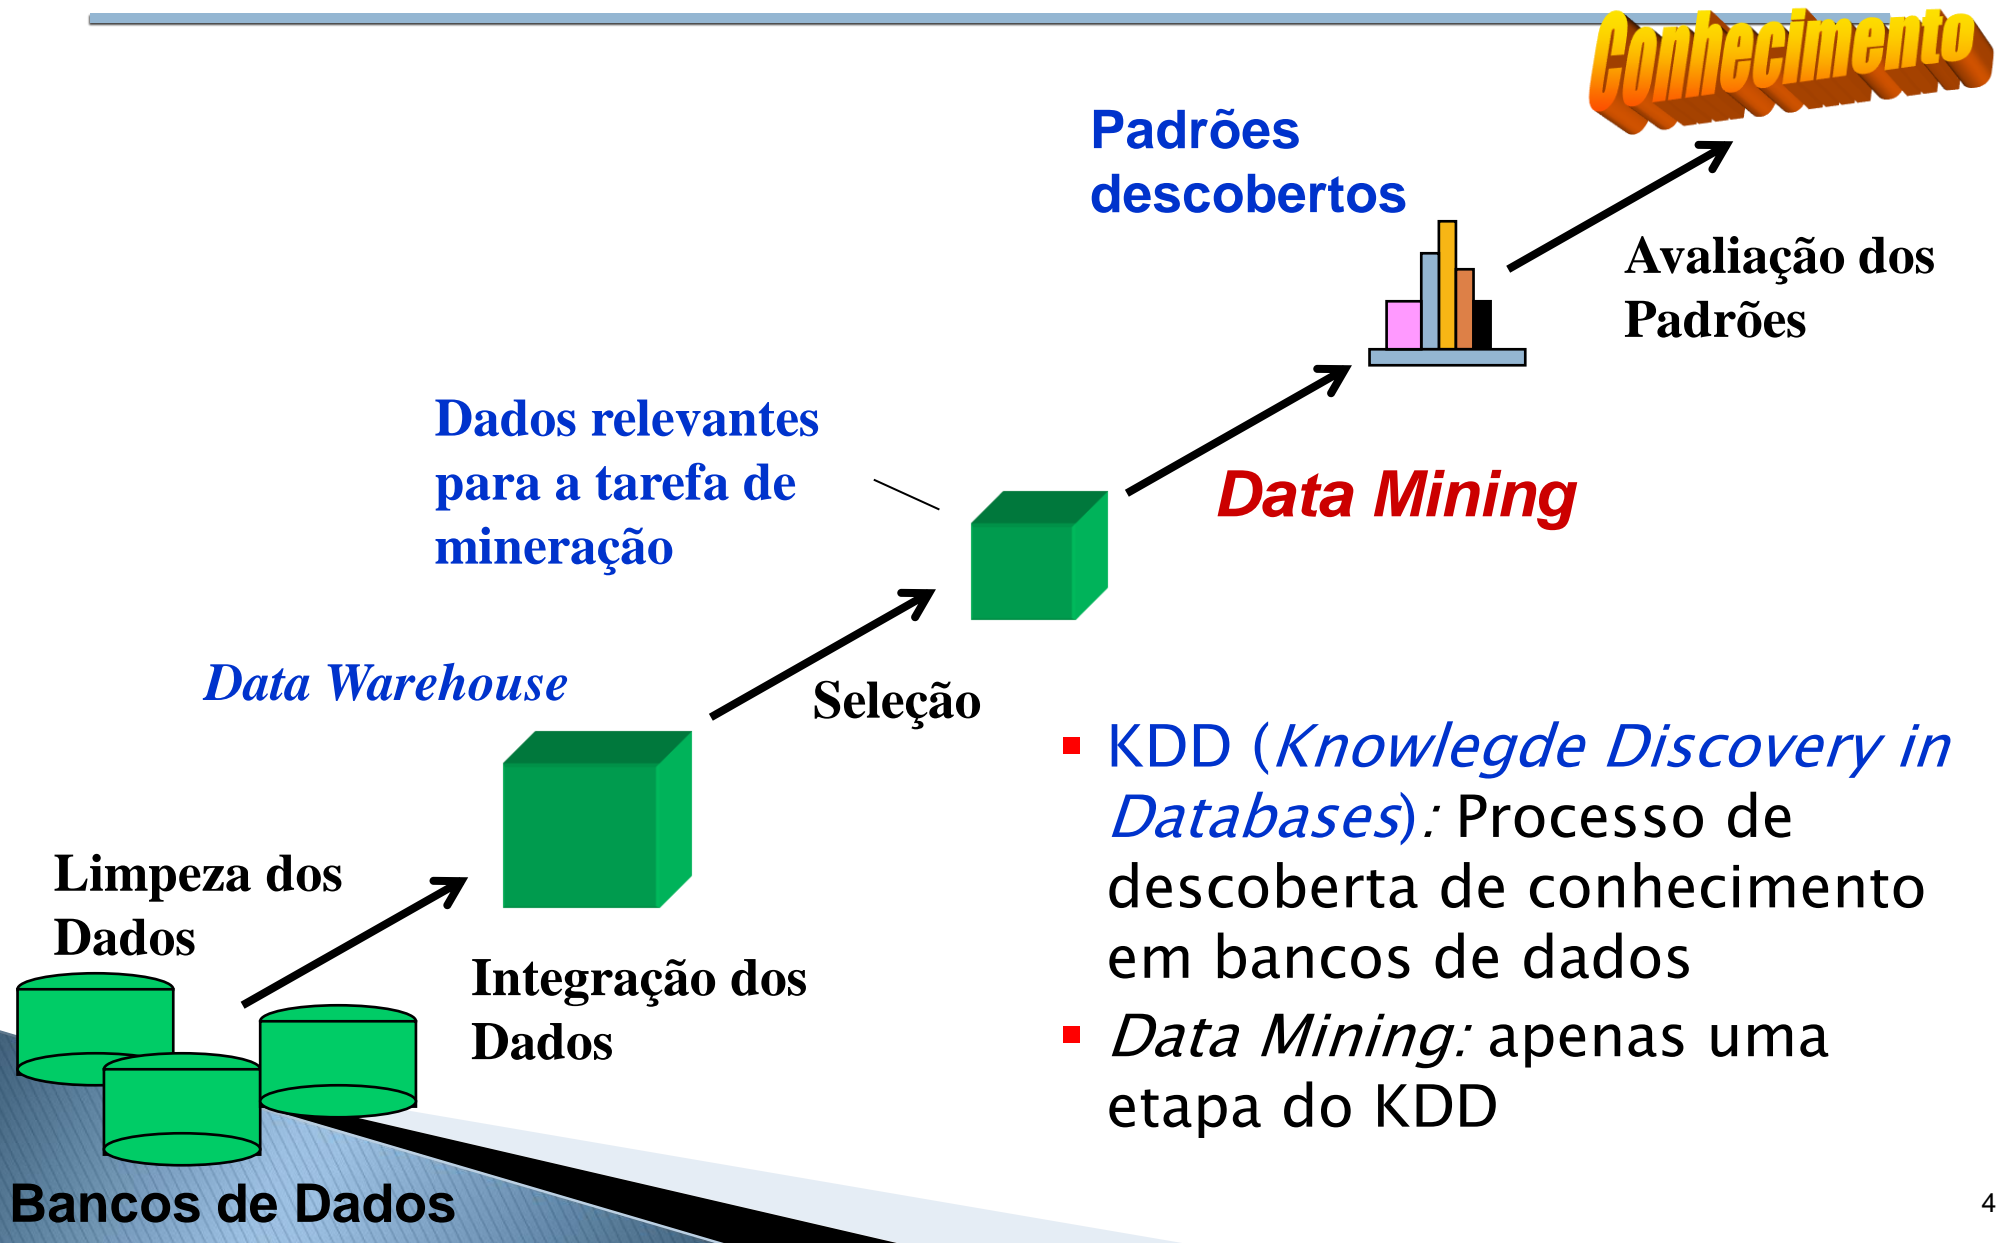 Conhecimento
Padrões
descobertos
Avaliação dos
Padrões
Dados relevantes
para a tarefa de
mineração
Data Mining
Data Warehouse
Seleção
KDD (Knowlegde Discovery in
Databases): Processo de
descoberta de conhecimento
em bancos de dados
Data Mining: apenas uma
etapa do KDD
Limpeza dos
Dados
Integração dos
Dados
Bancos de Dados
4